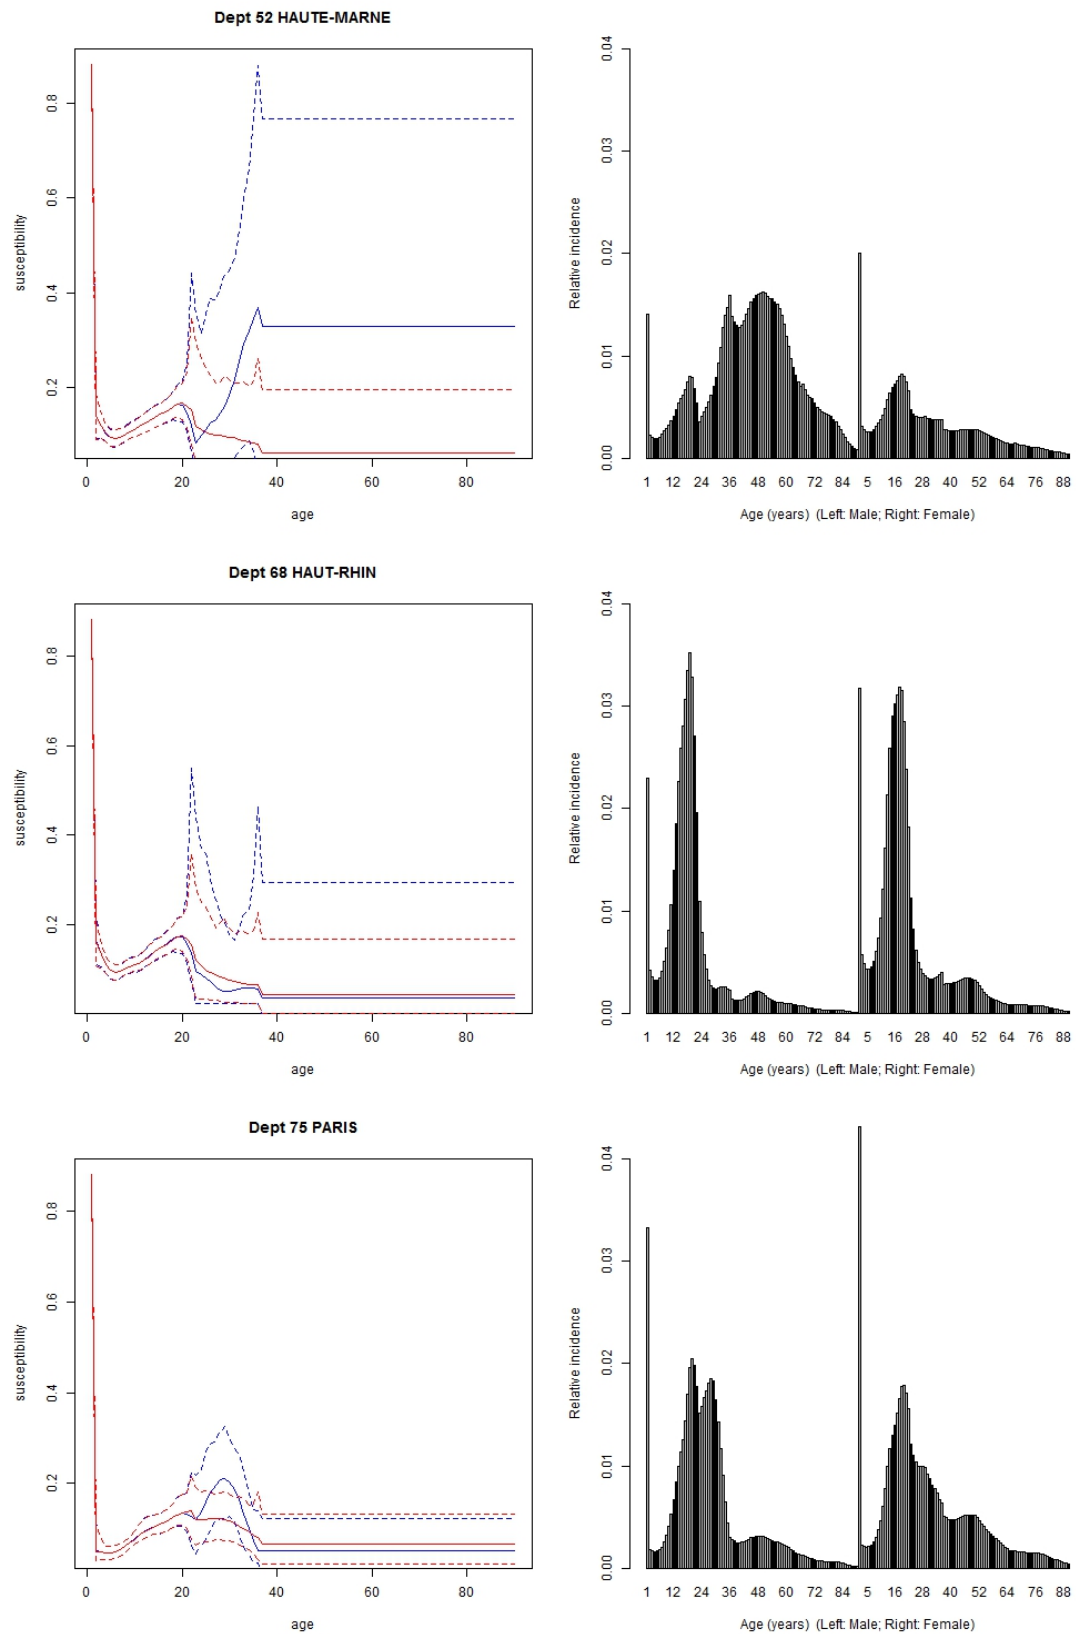 Dept 52 HAUTE-MARNE
susceptibility
0.2 0.4 0.6 0.8
0 20 40 60 80
age
Relative incidence
0.00 0.01 0.02 0.03 0.04
1 12 24 36 48 60 72 84 5 16 28 40 52 64 76 88
Age (years) (Left: Male; Right: Female)
Dept 68 HAUT-RHIN
susceptibility
0.2 0.4 0.6 0.8
0 20 40 60 80
age
Relative incidence
0.00 0.01 0.02 0.03 0.04
1 12 24 36 48 60 72 84 5 16 28 40 52 64 76 88
Age (years) (Left: Male; Right: Female)
Dept 75 PARIS
susceptibility
0.2 0.4 0.6 0.8
0 20 40 60 80
age
Relative incidence
0.00 0.01 0.02 0.03 0.04
1 12 24 36 48 60 72 84 5 16 28 40 52 64 76 88
Age (years) (Left: Male; Right: Female)